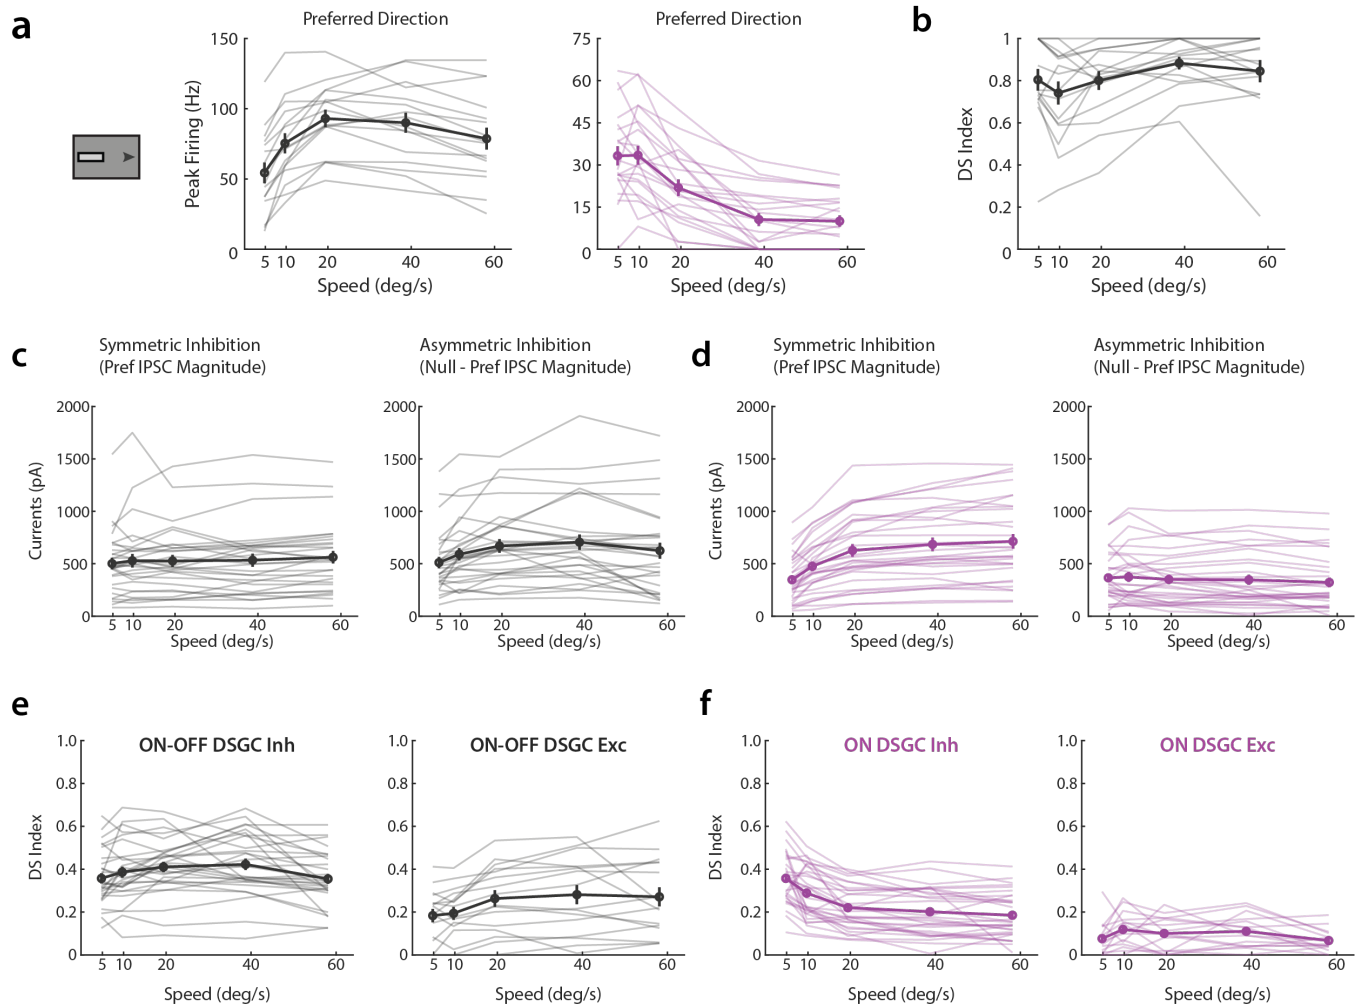 a
Preferred Direction
Preferred Direction
b
Peak Firing (Hz)
150
100
50
0
5 10 20 40 60
Speed (deg/s)
75
60
45
30
15
0
5 10 20 40 60
Speed (deg/s)
DS Index
1
0.8
0.6
0.4
0.2
0
5 10 20 40 60
Speed (deg/s)
c
Symmetric Inhibition
(Pref IPSC Magnitude)
Asymmetric Inhibition
(Null - Pref IPSC Magnitude)
d
Symmetric Inhibition
(Pref IPSC Magnitude)
Asymmetric Inhibition
(Null - Pref IPSC Magnitude)
Currents (pA)
2000
1500
1000
500
0
5 10 20 40 60
Speed (deg/s)
2000
1500
1000
500
0
5 10 20 40 60
Speed (deg/s)
Currents (pA)
2000
1500
1000
500
0
5 10 20 40 60
Speed (deg/s)
2000
1500
1000
500
0
5 10 20 40 60
Speed (deg/s)
e
ON-OFF DSGC Inh
ON-OFF DSGC Exc
f
ON DSGC Inh
ON DSGC Exc
DS Index
1.0
0.8
0.6
0.4
0.2
0
5 10 20 40 60
Speed (deg/s)
1.0
0.8
0.6
0.4
0.2
0
5 10 20 40 60
Speed (deg/s)
DS Index
1.0
0.8
0.6
0.4
0.2
0
5 10 20 40 60
Speed (deg/s)
1.0
0.8
0.6
0.4
0.2
0
5 10 20 40 60
Speed (deg/s)